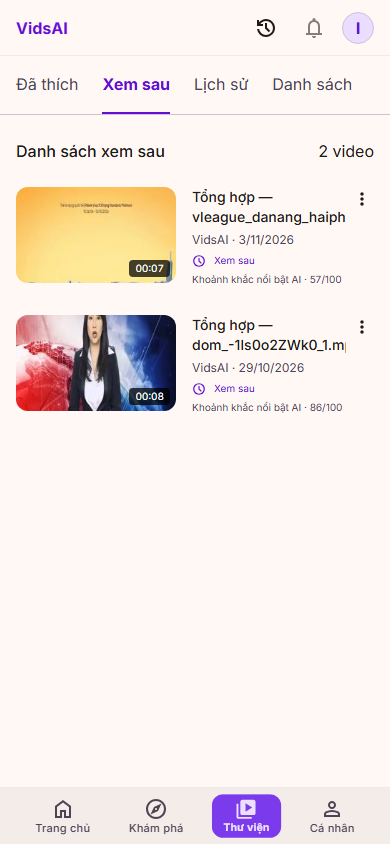 VidsAI
I
Đã thích
Xem sau
Lịch sử
Danh sách
Danh sách xem sau
2 video
00:07
Tổng hợp —
vleague_danang_haiph
VidsAI · 3/11/2026
Xem sau
Khoảnh khắc nổi bật AI · 57/100
00:08
Tổng hợp —
dom_-1Is0o2ZWk0_1.m
VidsAI · 29/10/2026
Xem sau
Khoảnh khắc nổi bật AI · 86/100
Trang chủ
Khám phá
Thư viện
Cá nhân